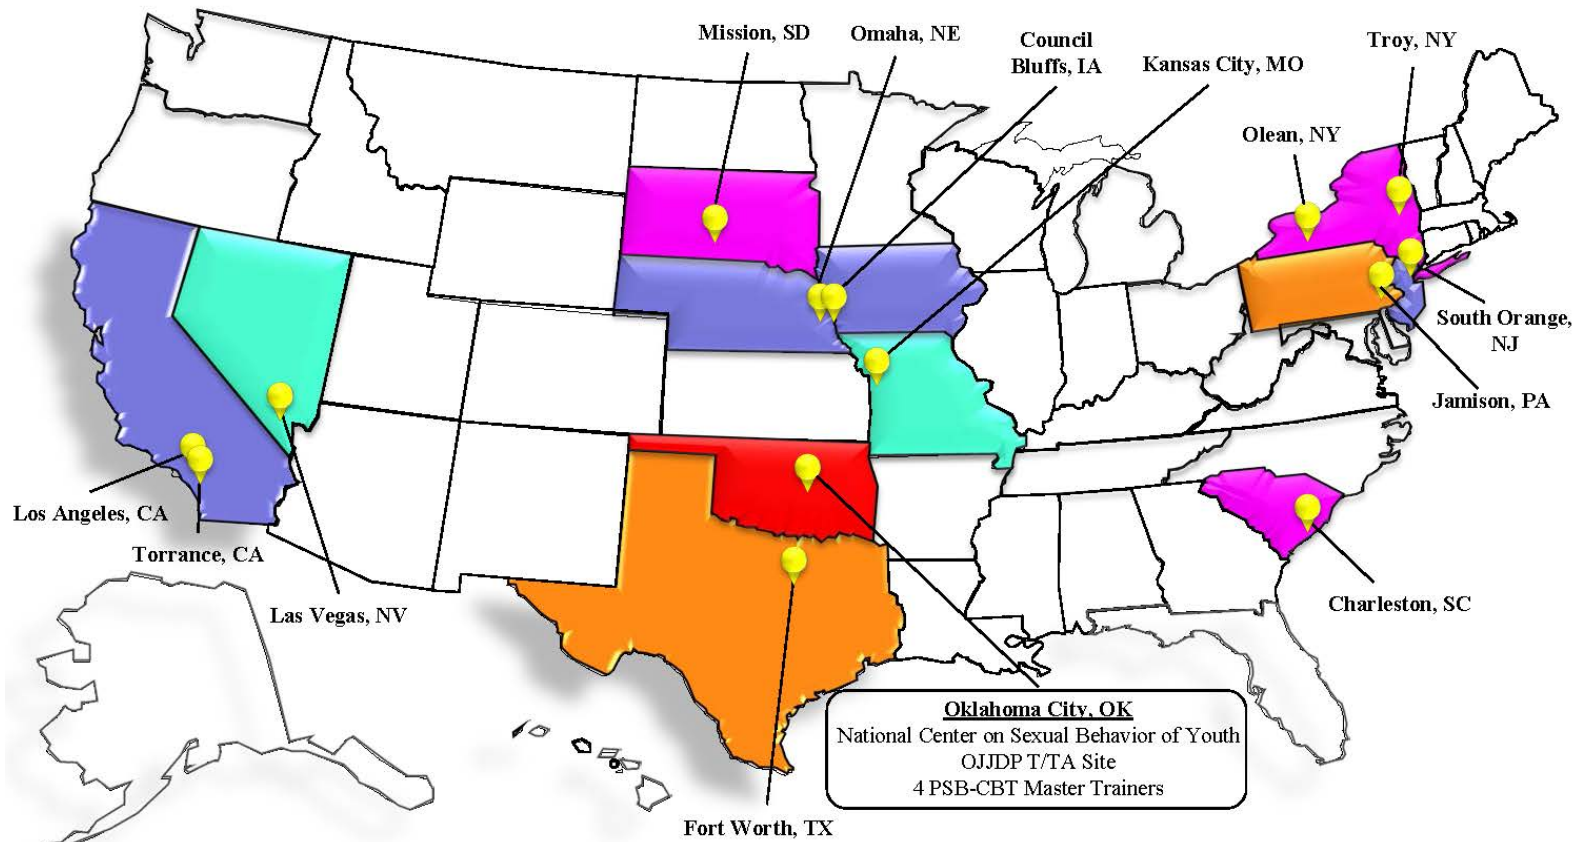 Mission, SD
Omaha, NE
Council
Bluffs, IA
Kansas City, MO
Troy, NY
Olean, NY
South Orange,
NJ
Jamison, PA
Los Angeles, CA
Torrance, CA
Las Vegas, NV
Charleston, SC
Oklahoma City, OK
National Center on Sexual Behavior of Youth
OJJDP T/TA Site
4 PSB-CBT Master Trainers
Fort Worth, TX